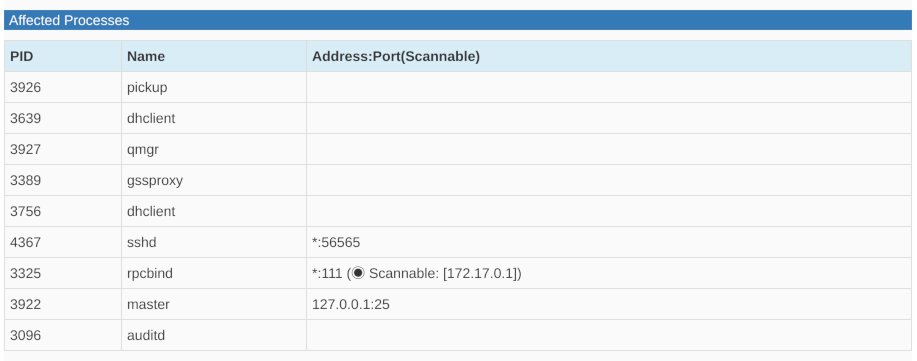 Affected Processes
PID Name Address:Port(Scannable)
3926 pickup
3639 dhclient
3927 qmgr
3389 gssproxy
3756 dhclient
4367 sshd *:56565
3325 rpcbind *:111 (◉ Scannable: [172.17.0.1])
3922 master 127.0.0.1:25
3096 auditd